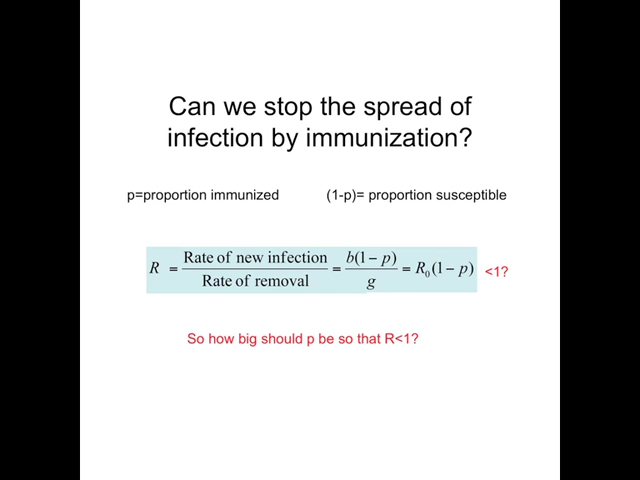 Can we stop the spread of
infection by immunization?
p=proportion immunized (1-p)= proportion susceptible
R = Rate of new infection / Rate of removal = b(1 − p) / g = R₀(1 − p) <1?
So how big should p be so that R<1?